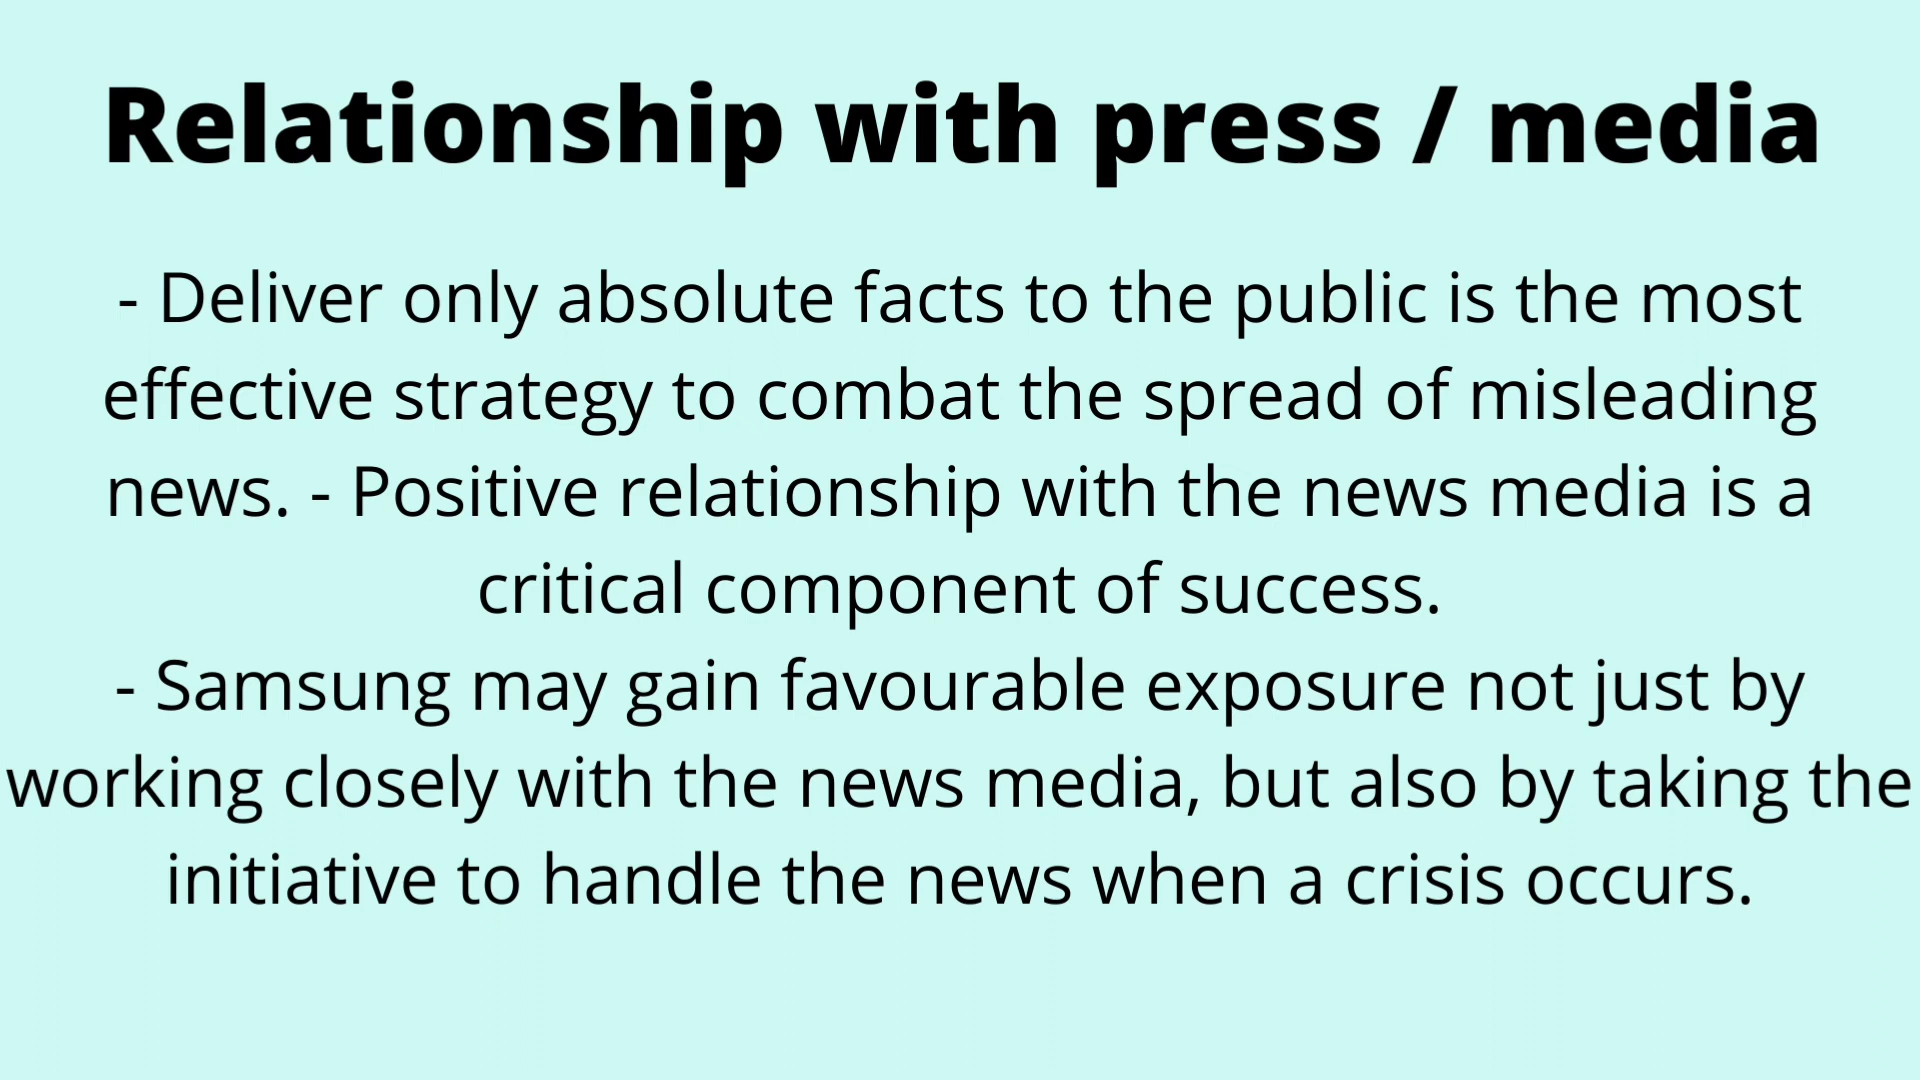 Relationship with press / media
- Deliver only absolute facts to the public is the most
effective strategy to combat the spread of misleading
news. - Positive relationship with the news media is a
critical component of success.
- Samsung may gain favourable exposure not just by
working closely with the news media, but also by taking the
initiative to handle the news when a crisis occurs.